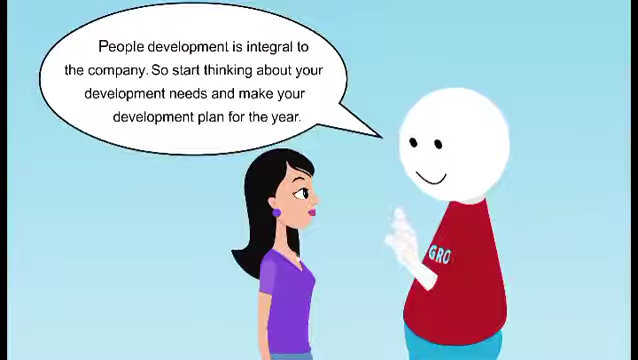 People development is integral to
the company. So start thinking about your
development needs and make your
development plan for the year.
GRO